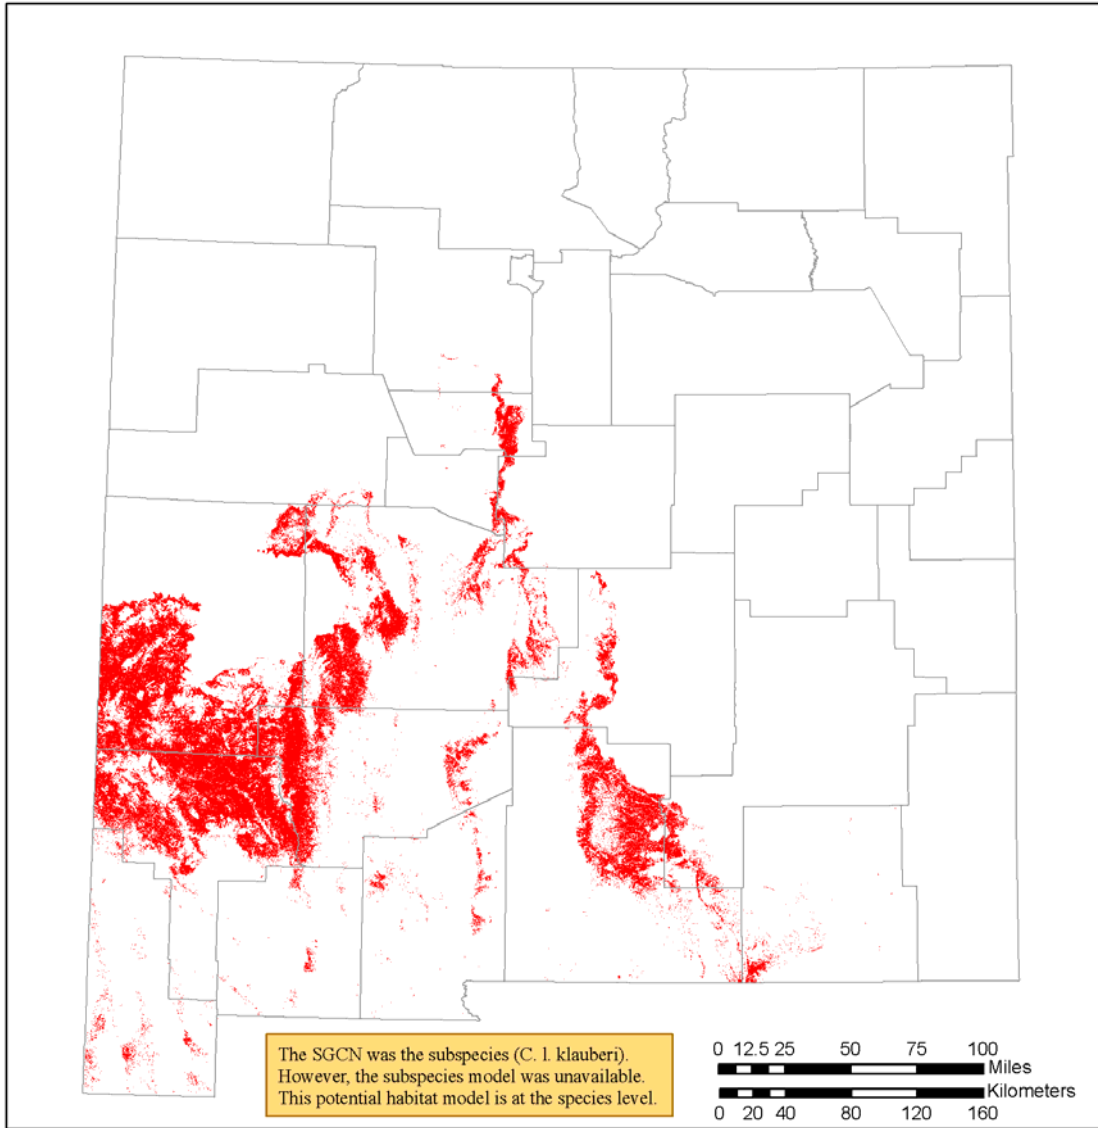 The SGCN was the subspecies (C. l. klauberi).
However, the subspecies model was unavailable.
This potential habitat model is at the species level.
0 12.5 25 50 75 100
Miles
Kilometers
0 20 40 80 120 160